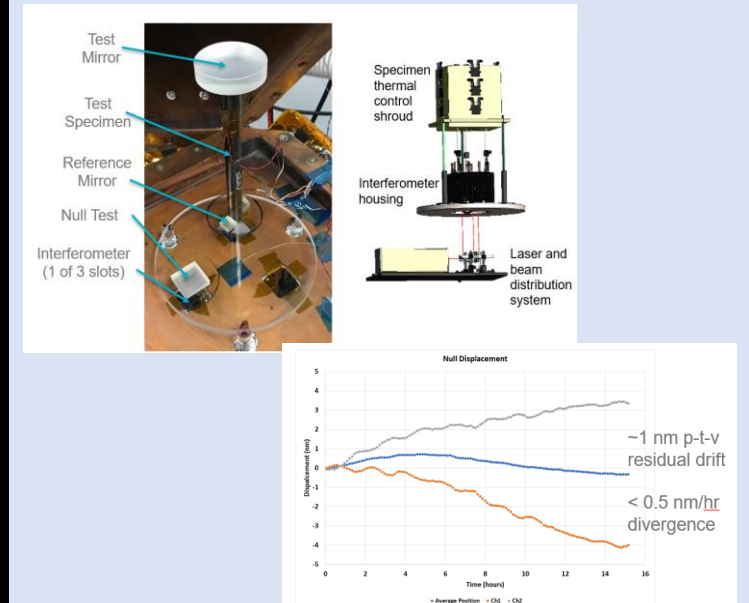 Test
Mirror
Test
Specimen
Reference
Mirror
Null Test
Interferometer
(1 of 3 slots)
Specimen
thermal
control
shroud
Interferometer
housing
Laser and
beam
distribution
system
Null Displacement
5
4
3
2
1
0
-1
-2
-3
-4
-5
Dispalcement (nm)
0 2 4 6 8 10 12 14 16
Time (hours)
Average Position Ch1 Ch2
~1 nm p-t-v
residual drift
< 0.5 nm/hr
divergence